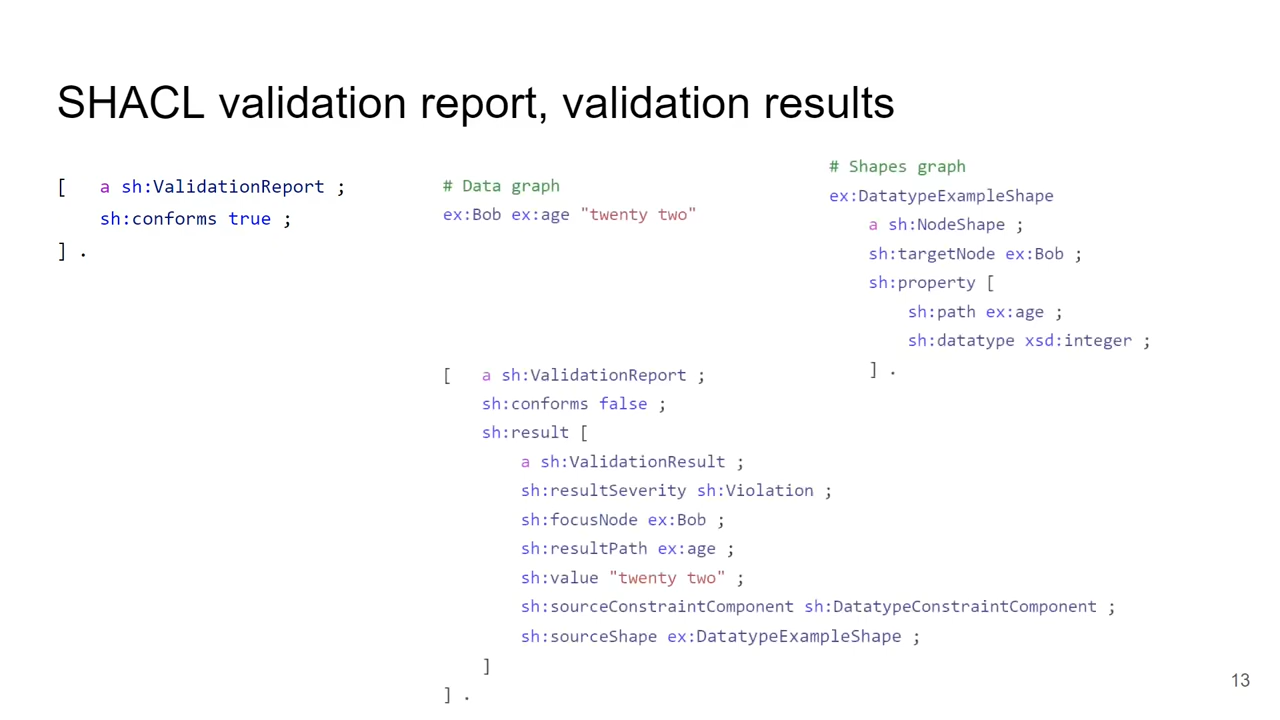 SHACL validation report, validation results
[   a sh:ValidationReport ;
    sh:conforms true ;
] .
# Data graph
ex:Bob ex:age "twenty two"
# Shapes graph
ex:DatatypeExampleShape
    a sh:NodeShape ;
    sh:targetNode ex:Bob ;
    sh:property [
        sh:path ex:age ;
        sh:datatype xsd:integer ;
    ] .
[   a sh:ValidationReport ;
    sh:conforms false ;
    sh:result [
        a sh:ValidationResult ;
        sh:resultSeverity sh:Violation ;
        sh:focusNode ex:Bob ;
        sh:resultPath ex:age ;
        sh:value "twenty two" ;
        sh:sourceConstraintComponent sh:DatatypeConstraintComponent ;
        sh:sourceShape ex:DatatypeExampleShape ;
    ]
] .
13